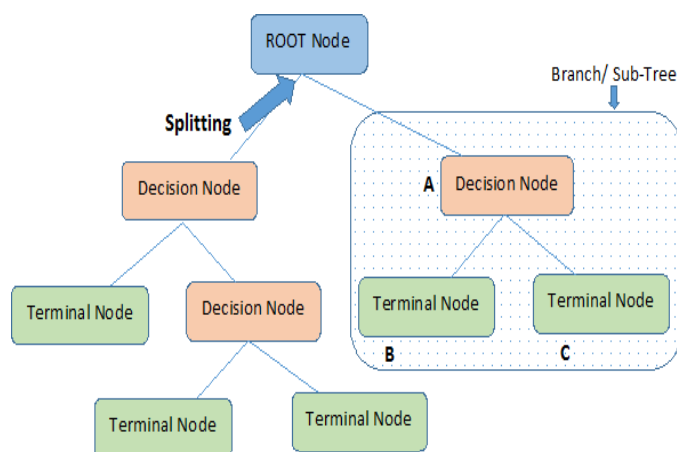 ROOT Node
Branch/ Sub-Tree
Splitting
Decision Node
A
Decision Node
Terminal Node
Decision Node
Terminal Node
Terminal Node
B
C
Terminal Node
Terminal Node